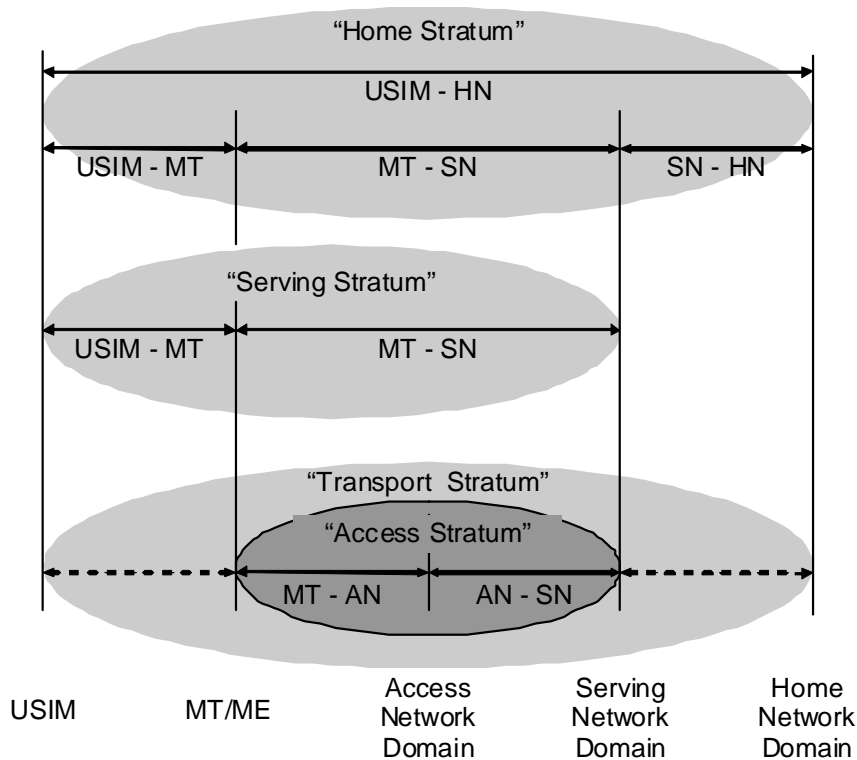 “Home Stratum”
USIM - HN
USIM - MT
MT - SN
SN - HN
“Serving Stratum”
USIM - MT
MT - SN
“Transport Stratum”
“Access Stratum”
MT - AN
AN - SN
USIM
MT/ME
Access
Network
Domain
Serving
Network
Domain
Home
Network
Domain